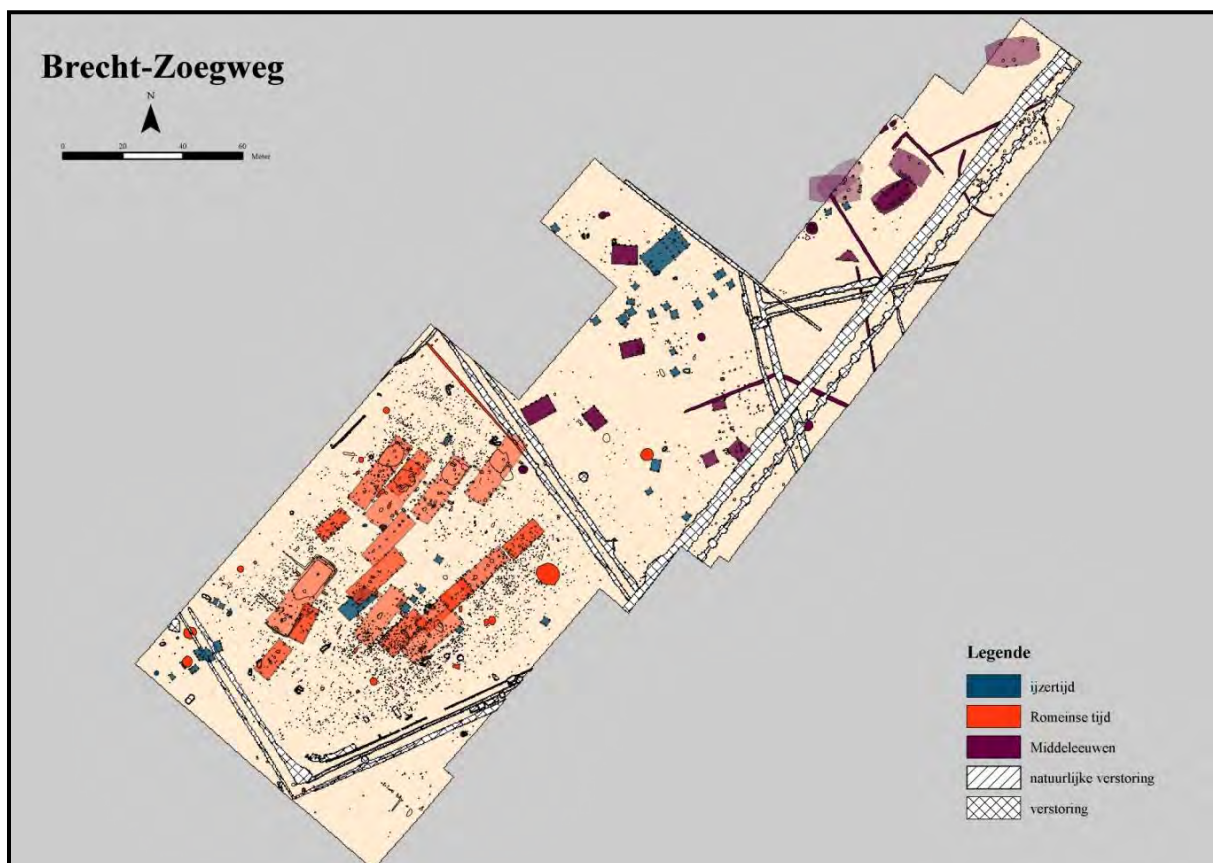 Brecht-Zoegweg
N
0 20 40 60
Meter
Legende
ijzertijd
Romeinse tijd
Middeleeuwen
natuurlijke verstoring
verstoring